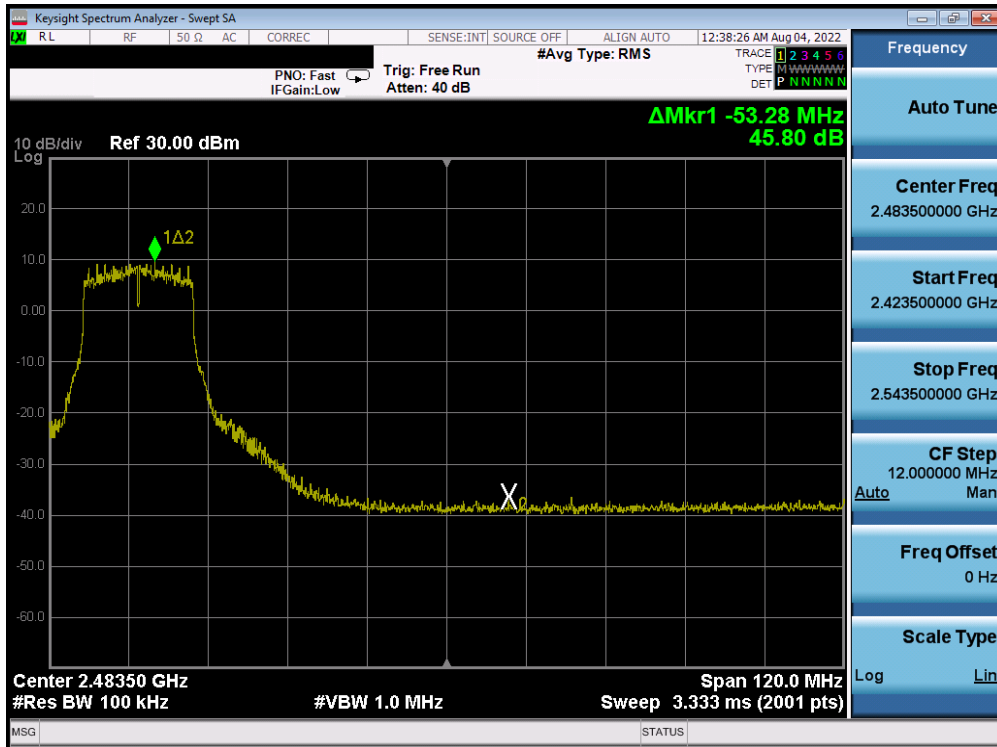 Keysight Spectrum Analyzer - Swept SA
LXI RL RF 50 Ω AC CORREC SENSE:INT SOURCE OFF ALIGN AUTO 12:38:26 AM Aug 04, 2022
#Avg Type: RMS TRACE 1 2 3 4 5 6
PNO: Fast Trig: Free Run TYPE M WWWWW
IFGain:Low Atten: 40 dB DET P N N N N N
ΔMkr1 -53.28 MHz
45.80 dB
10 dB/div Ref 30.00 dBm
Log
20.0
1Δ2
10.0
0.00
-10.0
-20.0
-30.0
X2
-40.0
-50.0
-60.0
Center 2.48350 GHz Span 120.0 MHz
#Res BW 100 kHz #VBW 1.0 MHz Sweep 3.333 ms (2001 pts)
MSG STATUS
Frequency
Auto Tune
Center Freq
2.483500000 GHz
Start Freq
2.423500000 GHz
Stop Freq
2.543500000 GHz
CF Step
12.000000 MHz
Auto Man
Freq Offset
0 Hz
Scale Type
Log Lin